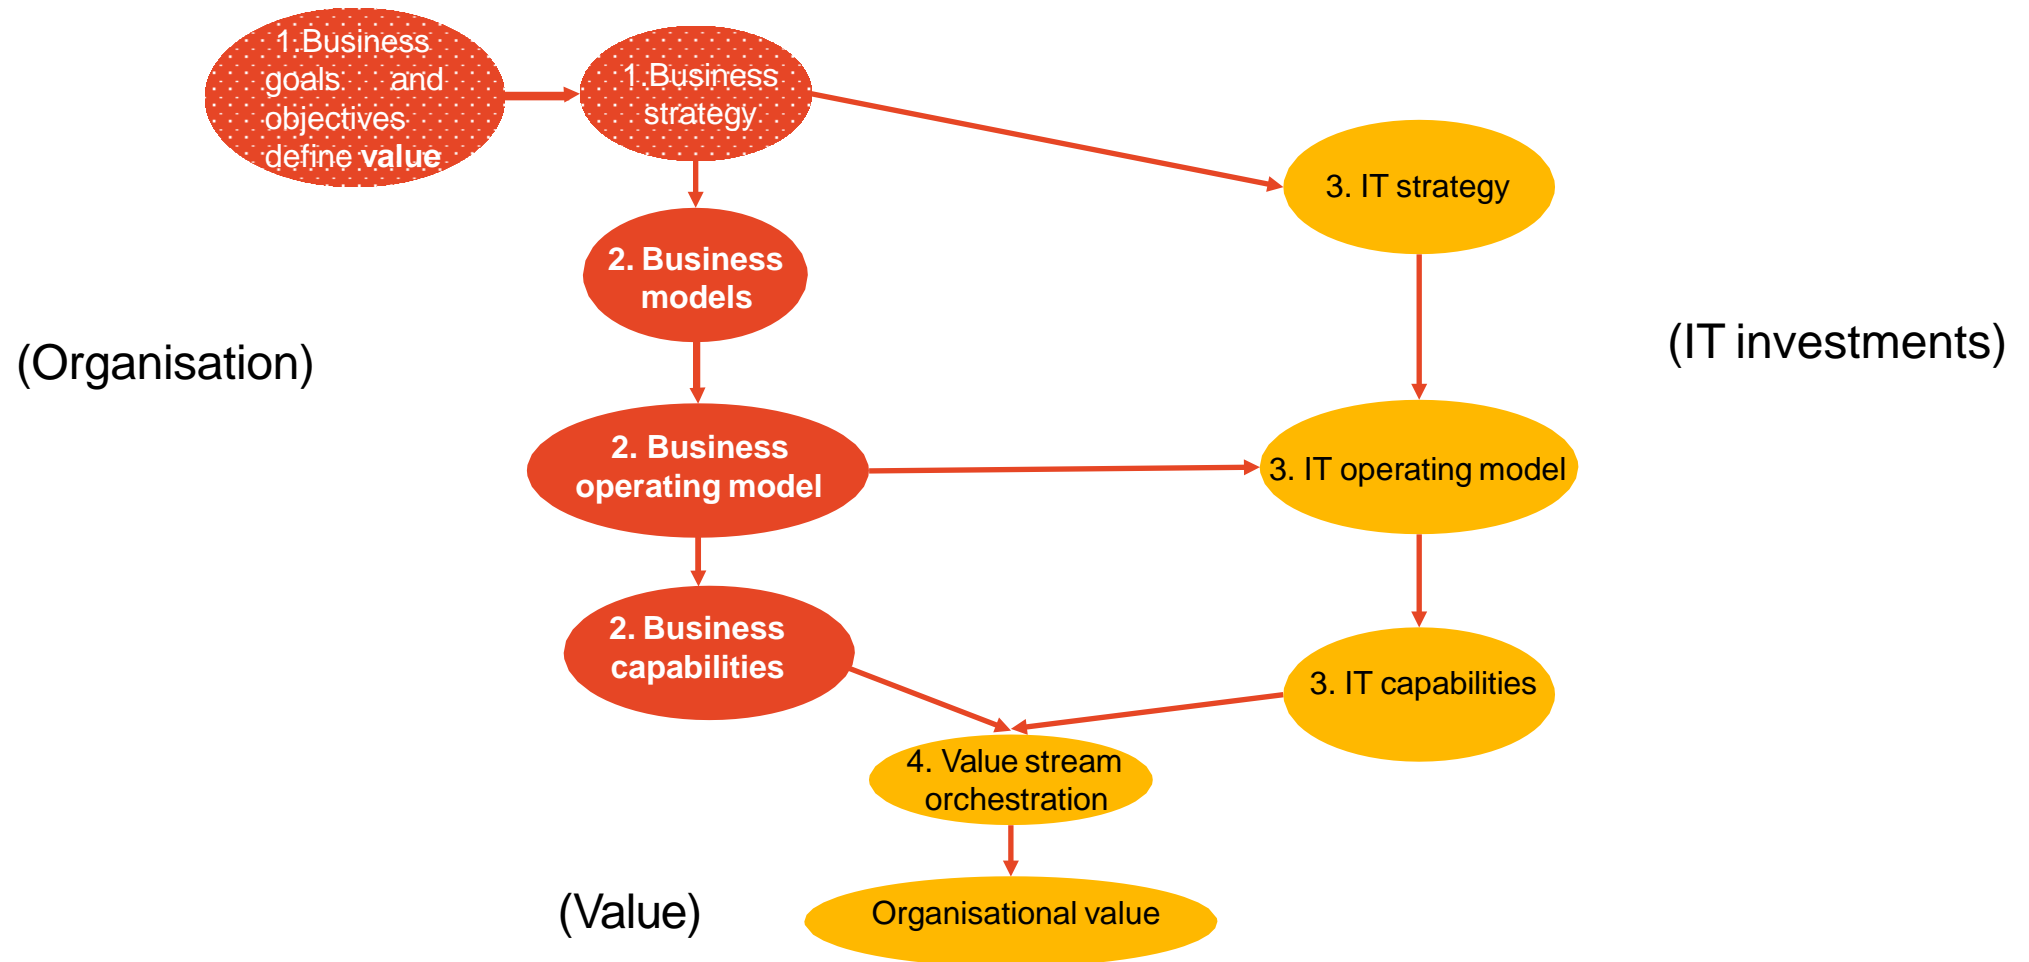 1.Business
goals and
objectives
define value
1.Business
strategy
3. IT strategy
2. Business
models
(Organisation)
(IT investments)
2. Business
operating model
3. IT operating model
2. Business
capabilities
3. IT capabilities
4. Value stream
orchestration
(Value)
Organisational value